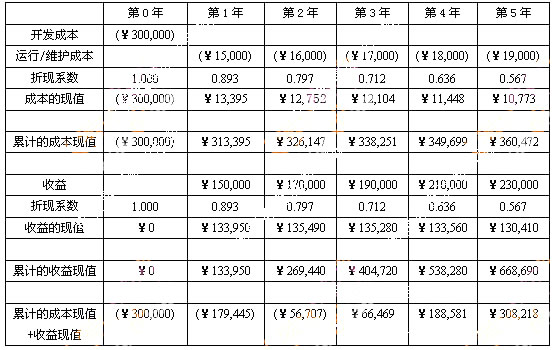 第 0 年 第 1 年 第 2 年 第 3 年 第 4 年 第 5 年
开发成本 (￥300,000)
运行/维护成本 (￥15,000) (￥16,000) (￥17,000) (￥18,000) (￥19,000)
折现系数 1.000 0.893 0.797 0.712 0.636 0.567
成本的现值 (￥300,000) ￥13,395 ￥12,752 ￥12,104 ￥11,448 ￥10,773
累计的成本现值 (￥300,000) ￥313,395 ￥326,147 ￥338,251 ￥349,699 ￥360,472
收益 ￥150,000 ￥170,000 ￥190,000 ￥210,000 ￥230,000
折现系数 1.000 0.893 0.797 0.712 0.636 0.567
收益的现值 ￥0 ￥133,950 ￥135,490 ￥135,280 ￥133,560 ￥130,410
累计的收益现值 ￥0 ￥133,950 ￥269,440 ￥404,720 ￥538,280 ￥668,690
累计的成本现值 (￥300,000) (￥179,445) (￥56,707) ￥66,469 ￥188,581 ￥308,218
+收益现值